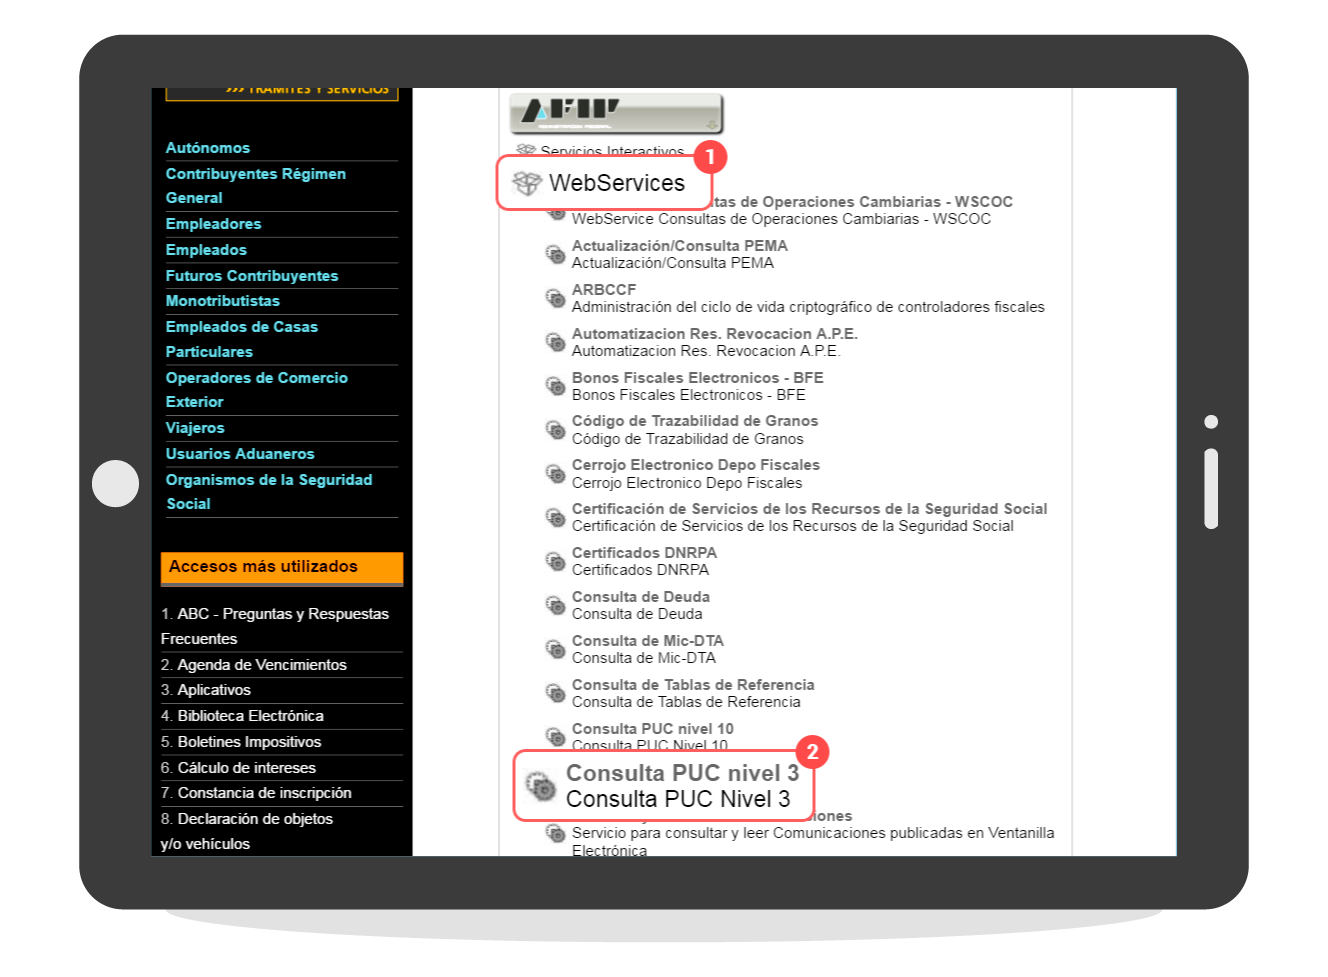 >>> TRÁMITES Y SERVICIOS
Autónomos
Contribuyentes Régimen
General
Empleadores
Empleados
Futuros Contribuyentes
Monotributistas
Empleados de Casas
Particulares
Operadores de Comercio
Exterior
Viajeros
Usuarios Aduaneros
Organismos de la Seguridad
Social
Accesos más utilizados
1. ABC - Preguntas y Respuestas
Frecuentes
2. Agenda de Vencimientos
3. Aplicativos
4. Biblioteca Electrónica
5. Boletines Impositivos
6. Cálculo de intereses
7. Constancia de inscripción
8. Declaración de objetos
y/o vehículos
AFIP
Servicios Interactivos
1
WebServices
tas de Operaciones Cambiarias - WSCOC
WebService Consultas de Operaciones Cambiarias - WSCOC
Actualización/Consulta PEMA
Actualización/Consulta PEMA
ARBCCF
Administración del ciclo de vida criptográfico de controladores fiscales
Automatizacion Res. Revocacion A.P.E.
Automatizacion Res. Revocacion A.P.E.
Bonos Fiscales Electronicos - BFE
Bonos Fiscales Electronicos - BFE
Código de Trazabilidad de Granos
Código de Trazabilidad de Granos
Cerrojo Electronico Depo Fiscales
Cerrojo Electronico Depo Fiscales
Certificación de Servicios de los Recursos de la Seguridad Social
Certificación de Servicios de los Recursos de la Seguridad Social
Certificados DNRPA
Certificados DNRPA
Consulta de Deuda
Consulta de Deuda
Consulta de Mic-DTA
Consulta de Mic-DTA
Consulta de Tablas de Referencia
Consulta de Tablas de Referencia
Consulta PUC nivel 10
Consulta PUC Nivel 10
2
Consulta PUC nivel 3
Consulta PUC Nivel 3
iones
Servicio para consultar y leer Comunicaciones publicadas en Ventanilla
Electrónica